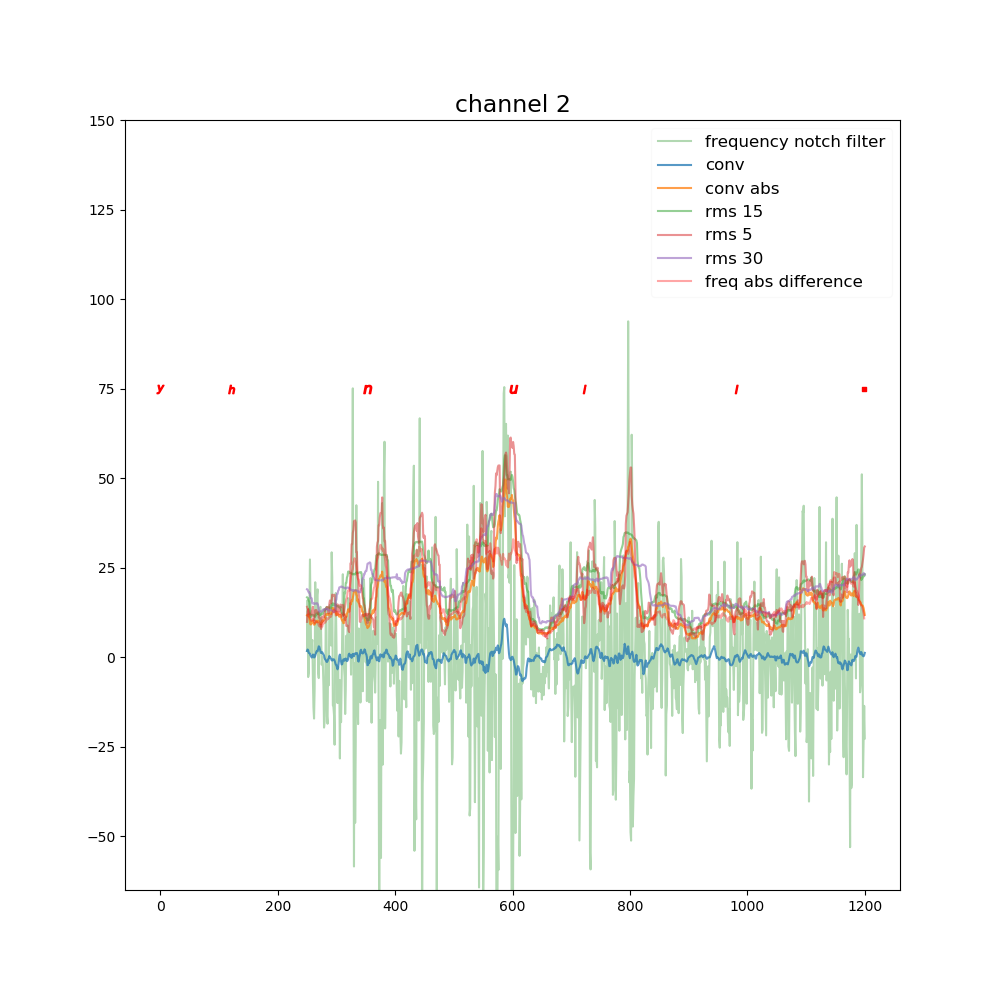 channel 2
150
125
100
75
50
25
0
−25
−50
frequency notch filter
conv
conv abs
rms 15
rms 5
rms 30
freq abs difference
y h n u l l .
0 200 400 600 800 1000 1200